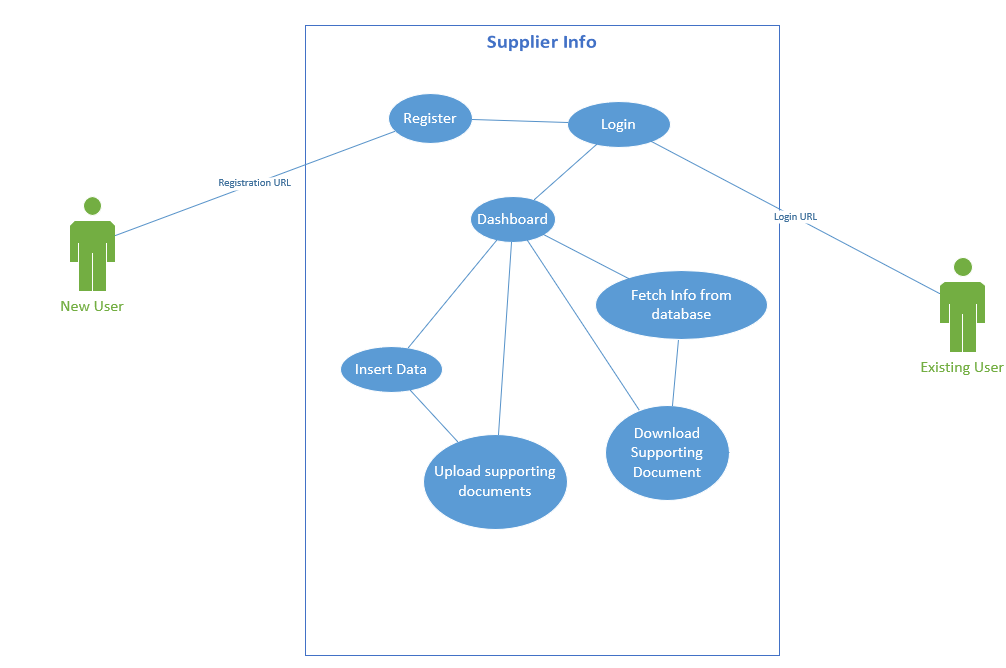 Supplier Info
Register
Login
Registration URL
Login URL
Dashboard
New User
Fetch Info from
database
Existing User
Insert Data
Download
Supporting
Document
Upload supporting
documents